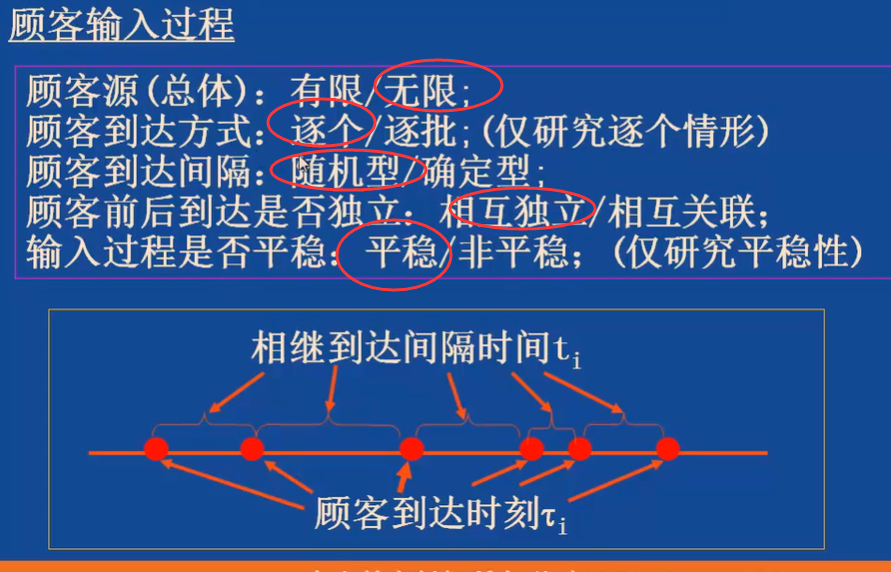 顾客输入过程
顾客源(总体)：有限/无限;
顾客到达方式：逐个/逐批;(仅研究逐个情形)
顾客到达间隔：随机型/确定型;
顾客前后到达是否独立：相互独立/相互关联；
输入过程是否平稳：平稳/非平稳；(仅研究平稳性)
相继到达间隔时间tᵢ
顾客到达时刻τᵢ